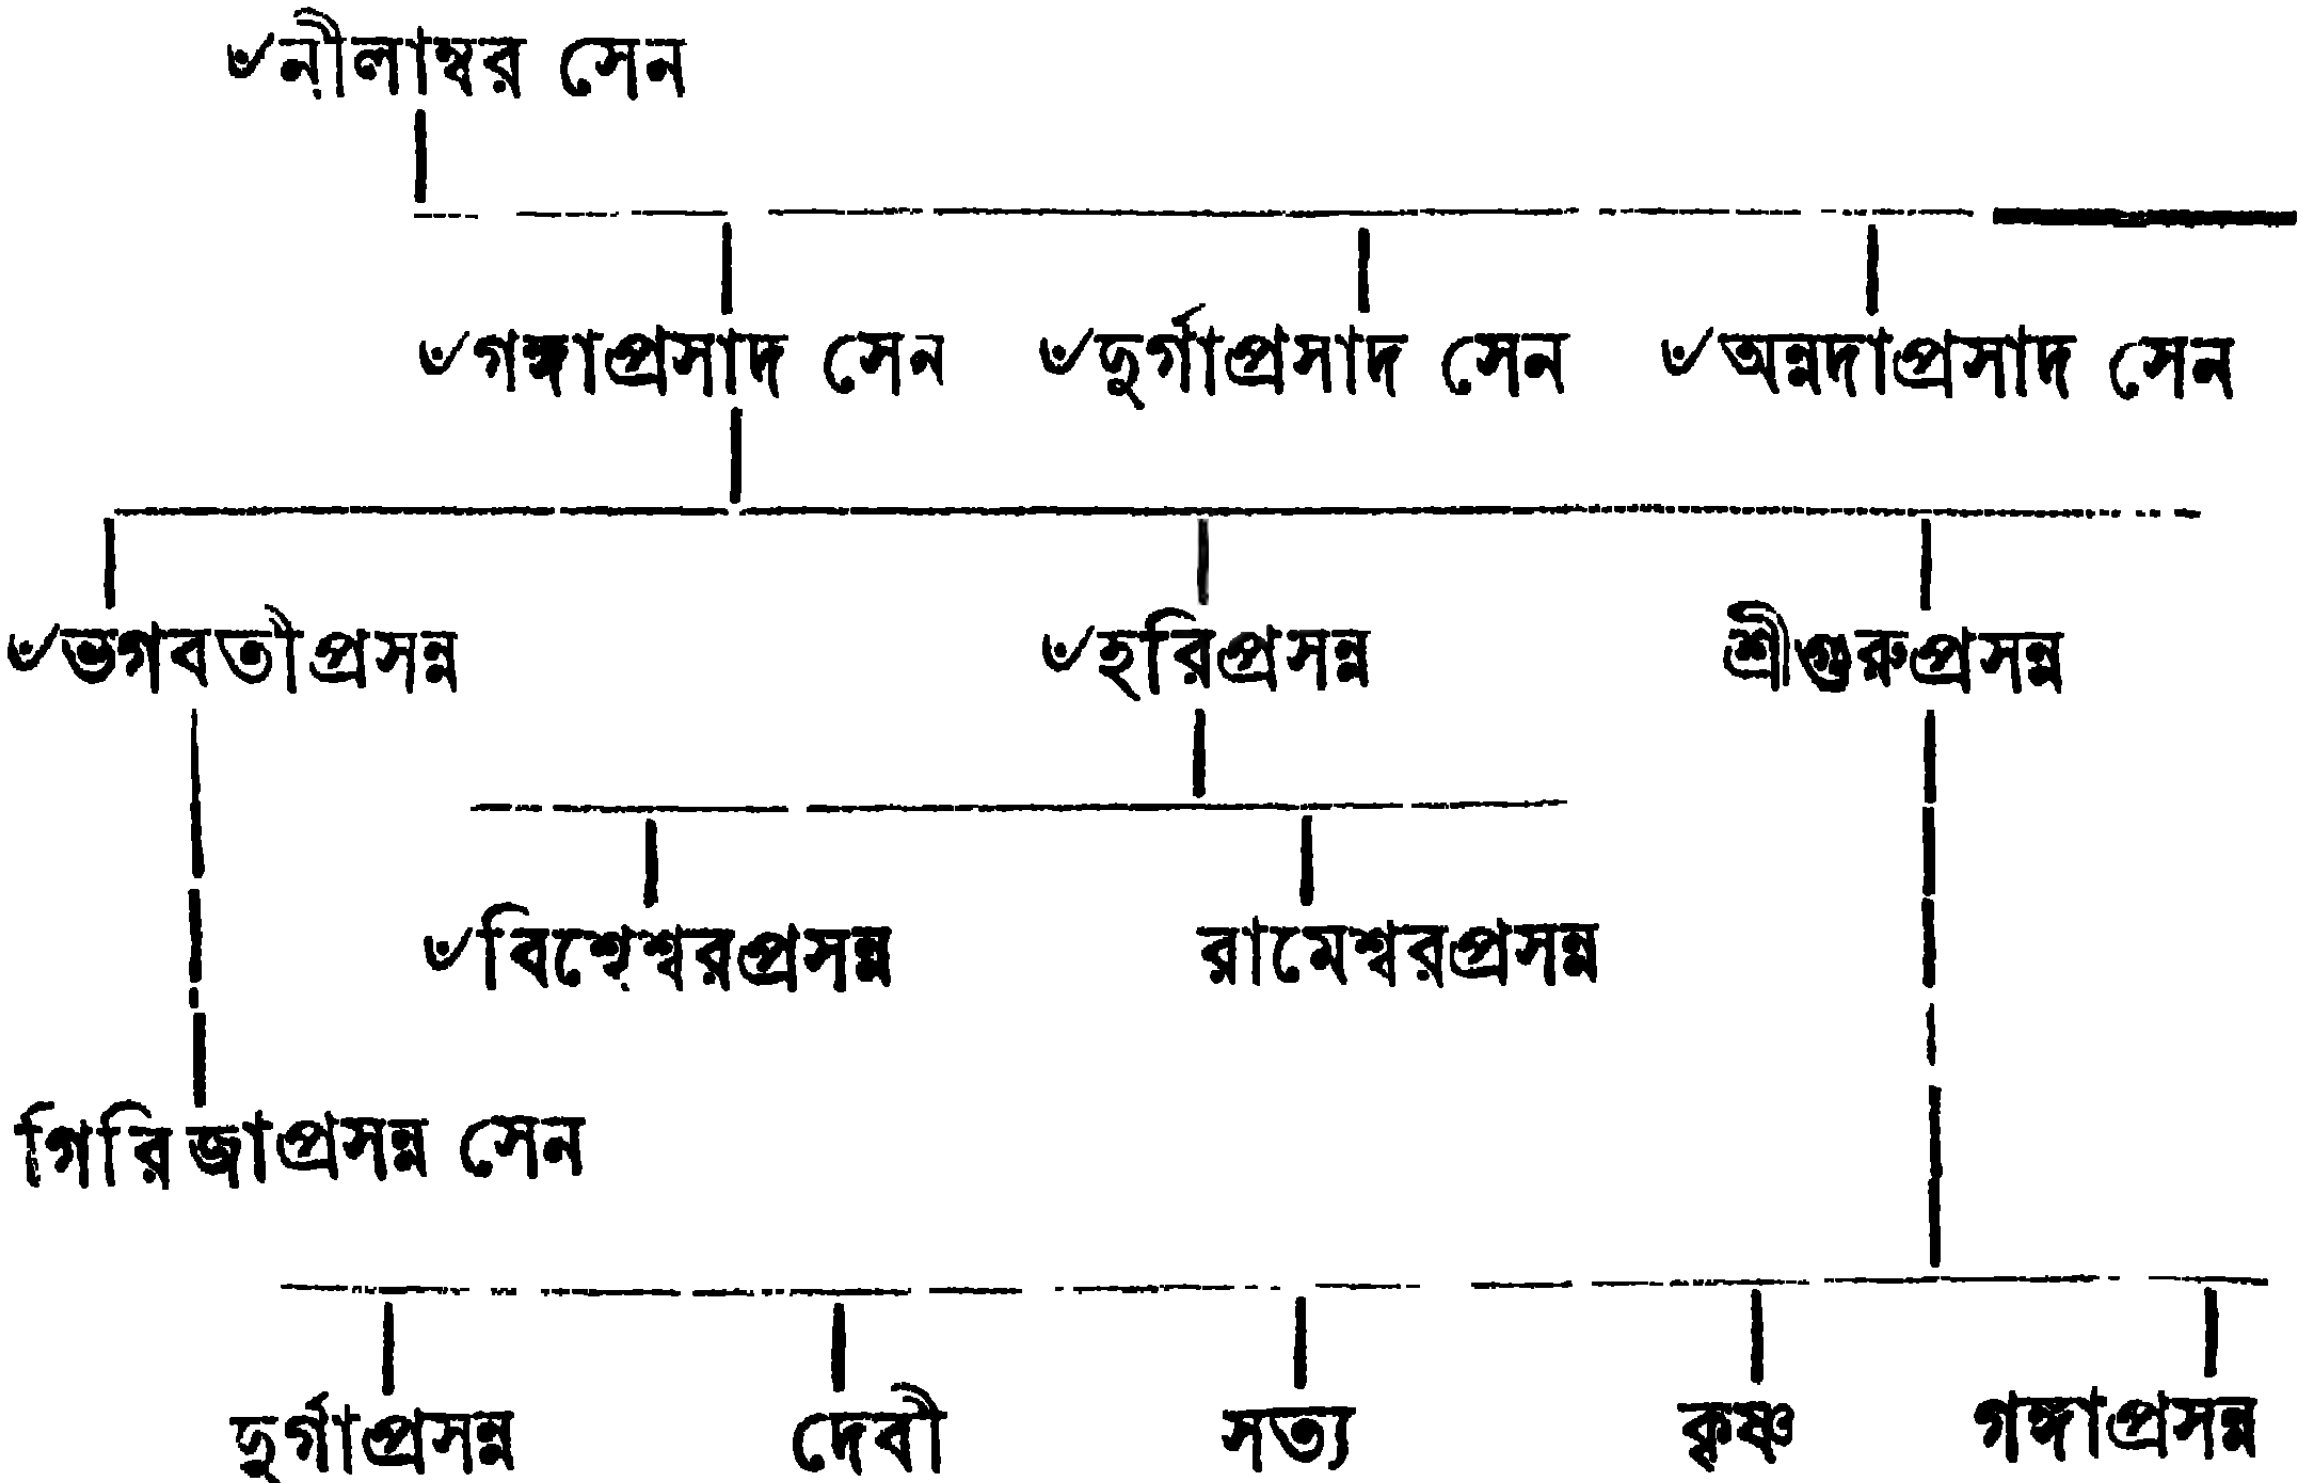 ৺নীলাম্বর সেন
৺গঙ্গাপ্রসাদ সেন ৺দুর্গাপ্রসাদ সেন ৺অন্নদাপ্রসাদ সেন
৺ভগবতীপ্রসন্ন ৺হরিপ্রসন্ন শ্রীগুরুপ্রসন্ন
৺বিশ্বেশ্বরপ্রসন্ন রামেশ্বরপ্রসন্ন
গিরিজাপ্রসন্ন সেন
দুর্গাপ্রসন্ন দেবী সত্য কৃষ্ণ গঙ্গাপ্রসন্ন